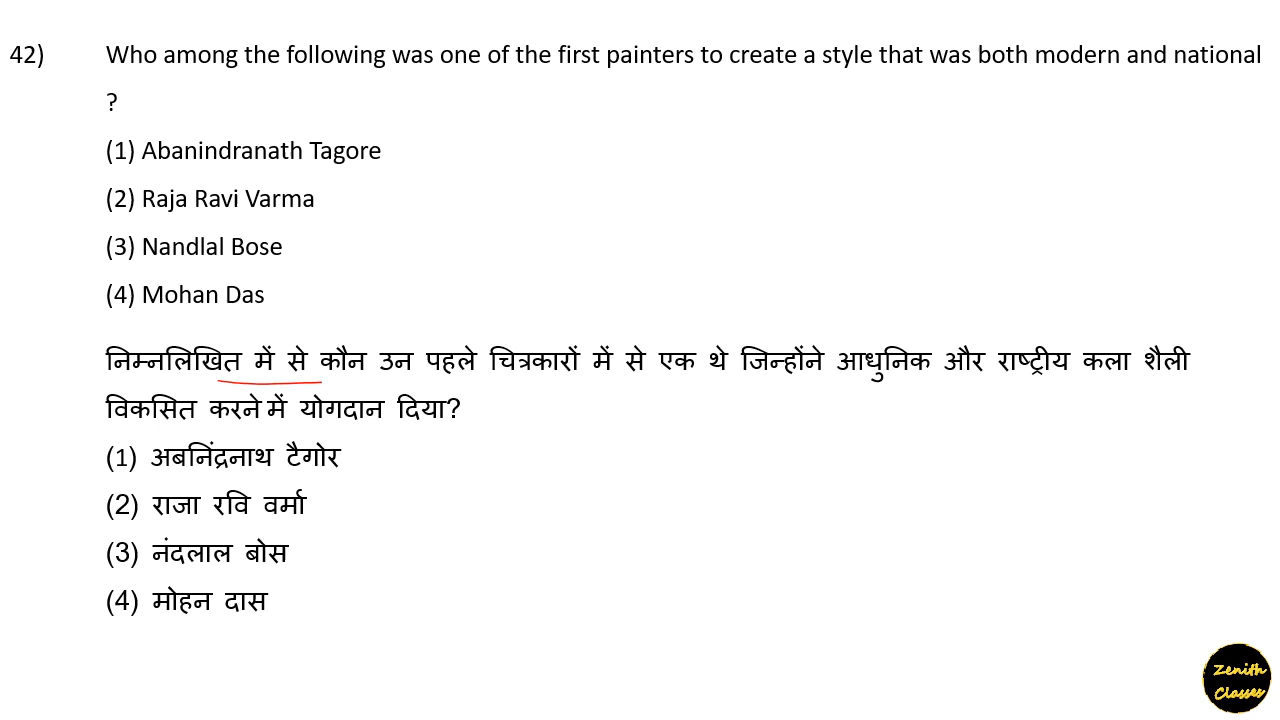 42) Who among the following was one of the first painters to create a style that was both modern and national
?
(1) Abanindranath Tagore
(2) Raja Ravi Varma
(3) Nandlal Bose
(4) Mohan Das
निम्नलिखित में से कौन उन पहले चित्रकारों में से एक थे जिन्होंने आधुनिक और राष्ट्रीय कला शैली
विकसित करने में योगदान दिया?
(1) अबनिंद्रनाथ टैगोर
(2) राजा रवि वर्मा
(3) नंदलाल बोस
(4) मोहन दास
Zenith
Classes